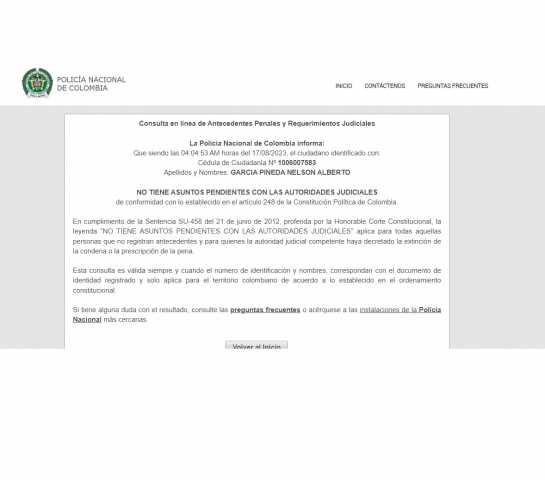 POLICÍA NACIONAL
DE COLOMBIA
INICIO CONTÁCTENOS PREGUNTAS FRECUENTES
Consulta en línea de Antecedentes Penales y Requerimientos Judiciales
La Policía Nacional de Colombia informa:
Que siendo las 04:04:53 AM horas del 17/08/2023, el ciudadano identificado con:
Cédula de Ciudadanía Nº 1006007583
Apellidos y Nombres: GARCIA PINEDA NELSON ALBERTO
NO TIENE ASUNTOS PENDIENTES CON LAS AUTORIDADES JUDICIALES
de conformidad con lo establecido en el artículo 248 de la Constitución Política de Colombia.
En cumplimiento de la Sentencia SU-458 del 21 de junio de 2012, proferida por la Honorable Corte Constitucional, la
leyenda "NO TIENE ASUNTOS PENDIENTES CON LAS AUTORIDADES JUDICIALES" aplica para todas aquellas
personas que no registran antecedentes y para quienes la autoridad judicial competente haya decretado la extinción de
la condena o la prescripción de la pena.
Esta consulta es válida siempre y cuando el número de identificación y nombres, correspondan con el documento de
identidad registrado y solo aplica para el territorio colombiano de acuerdo a lo establecido en el ordenamiento
constitucional.
Si tiene alguna duda con el resultado, consulte las preguntas frecuentes o acérquese a las instalaciones de la Policía
Nacional más cercanas.
Volver al Inicio